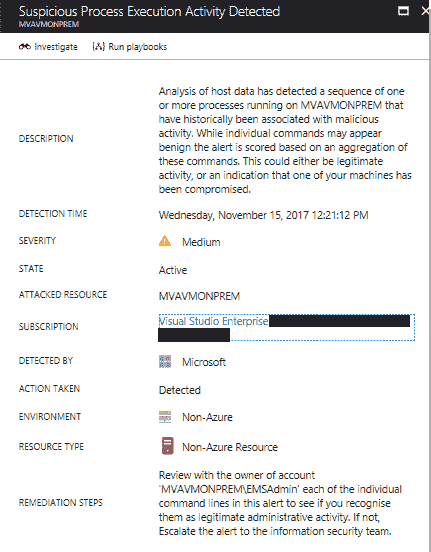 Suspicious Process Execution Activity Detected
MVAVMONPREM
Investigate Run playbooks
Analysis of host data has detected a sequence of one
or more processes running on MVAVMONPREM that
have historically been associated with malicious
DESCRIPTION activity. While individual commands may appear
benign the alert is scored based on an aggregation of
these commands. This could either be legitimate
activity, or an indication that one of your machines has
been compromised.
DETECTION TIME Wednesday, November 15, 2017 12:21:12 PM
SEVERITY Medium
STATE Active
ATTACKED RESOURCE MVAVMONPREM
SUBSCRIPTION Visual Studio Enterprise
DETECTED BY Microsoft
ACTION TAKEN Detected
ENVIRONMENT Non-Azure
RESOURCE TYPE Non-Azure Resource
Review with the owner of account
'MVAVMONPREM\EMSAdmin' each of the individual
REMEDIATION STEPS command lines in this alert to see if you recognise
them as legitimate administrative activity. If not,
Escalate the alert to the information security team.